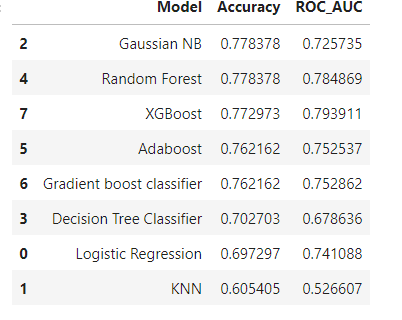 Model Accuracy ROC_AUC
2 Gaussian NB 0.778378 0.725735
4 Random Forest 0.778378 0.784869
7 XGBoost 0.772973 0.793911
5 Adaboost 0.762162 0.752537
6 Gradient boost classifier 0.762162 0.752862
3 Decision Tree Classifier 0.702703 0.678636
0 Logistic Regression 0.697297 0.741088
1 KNN 0.605405 0.526607